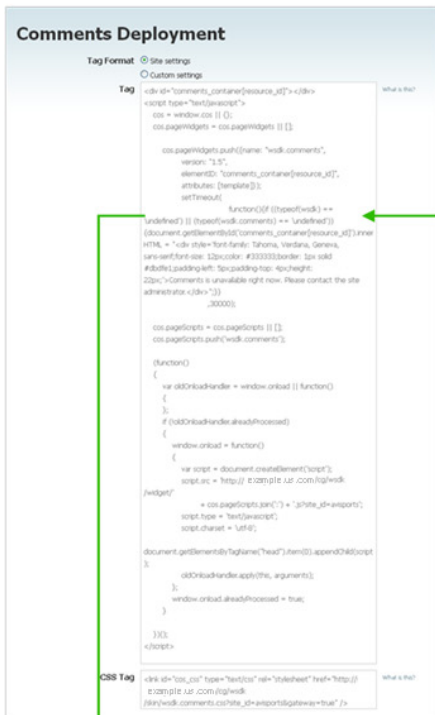 Comments Deployment
Tag Format Site settings
Custom settings
Tag
What is this?
<div id="comments_container[resource_id]"></div>
<script type="text/javascript">
cos = window.cos || {};
cos.pageWidgets = cos.pageWidgets || [];
cos.pageWidgets.push({name: "wsdk.comments",
version: "1.5",
elementID: "comments_container[resource_id]",
attributes: [template]});
setTimeout(
function(){if ((typeof(wsdk) ==
'undefined') || (typeof(wsdk.comments) == 'undefined'))
{document.getElementById('comments_container[resource_id]').inner
HTML = "<div style='font-family: Tahoma, Verdana, Geneva,
sans-serif;font-size: 12px;color: #333333;border: 1px solid
#dbdfe1;padding-left: 5px;padding-top: 4px;height:
22px;'>Comments is unavailable right now. Please contact the site
administrator.</div>";}}
,30000);
cos.pageScripts = cos.pageScripts || [];
cos.pageScripts.push('wsdk.comments');
(function()
{
var oldOnloadHandler = window.onload || function()
{
};
if (!oldOnloadHandler.alreadyProcessed)
{
window.onload = function()
{
var script = document.createElement('script');
script.src = 'http:// example.us.com/cg/wsdk
/widget/'
+ cos.pageScripts.join(':') + '.js?site_id=avisports';
script.type = 'text/javascript';
script.charset = 'utf-8';
document.getElementsByTagName("head").item(0).appendChild(script
);
oldOnloadHandler.apply(this, arguments);
};
window.onload.alreadyProcessed = true;
}
})();
</script>
CSS Tag
What is this?
<link id="cos_css" type="text/css" rel="stylesheet" href="http://
example.us.com/cg/wsdk
/skin/wsdk.comments.css?site_id=avisports&gateway=true" />